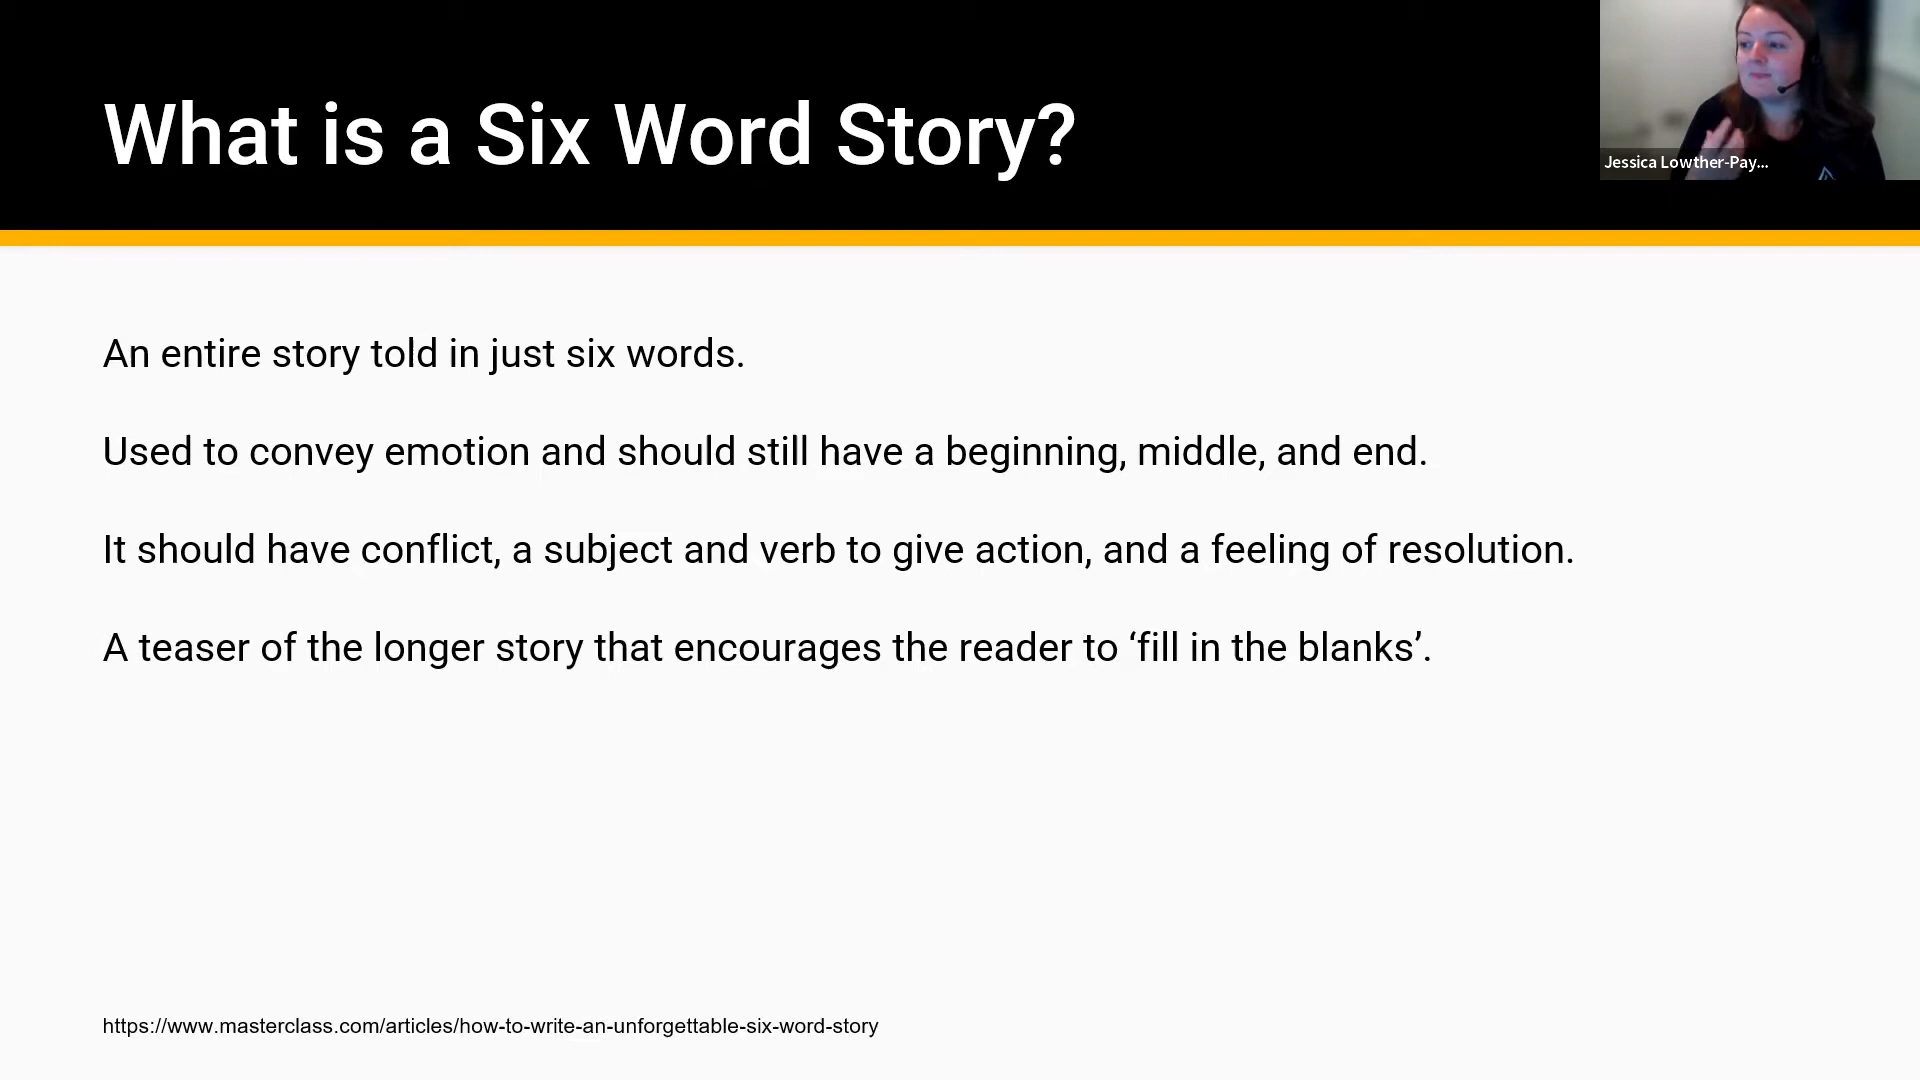 What is a Six Word Story?
Jessica Lowther-Pay...
An entire story told in just six words.
Used to convey emotion and should still have a beginning, middle, and end.
It should have conflict, a subject and verb to give action, and a feeling of resolution.
A teaser of the longer story that encourages the reader to ‘fill in the blanks’.
https://www.masterclass.com/articles/how-to-write-an-unforgettable-six-word-story